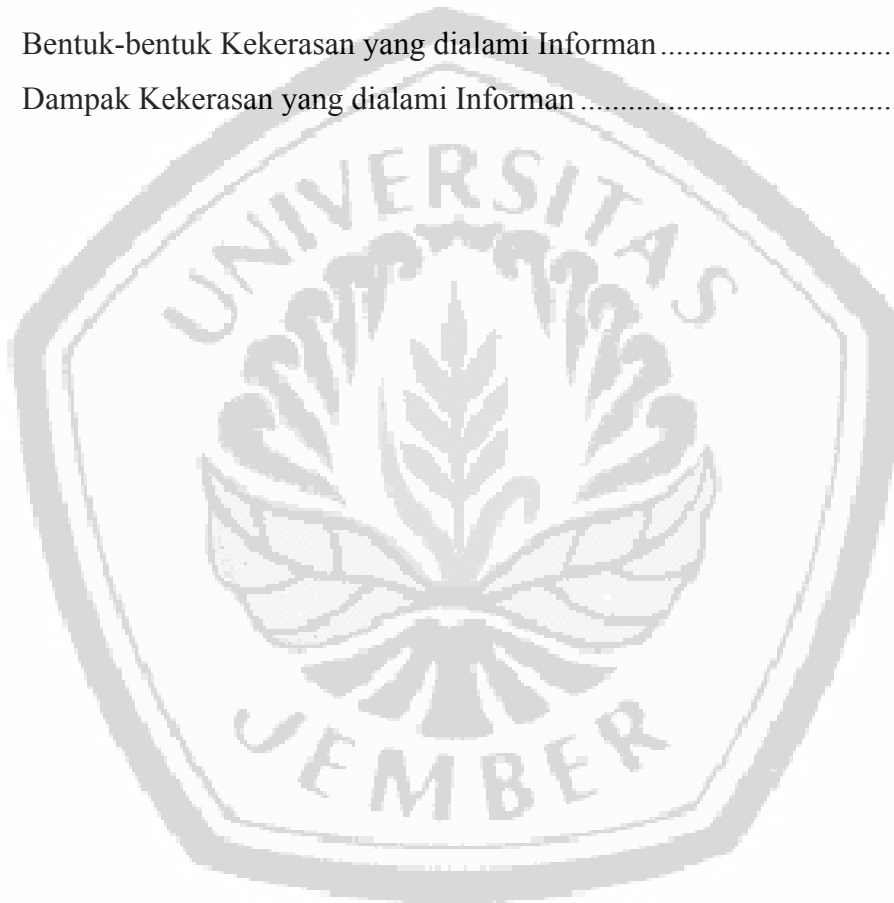 Bentuk-bentuk Kekerasan yang dialami Informan............................
Dampak Kekerasan yang dialami Informan ......................................
UNIVERSITAS
JEMBER